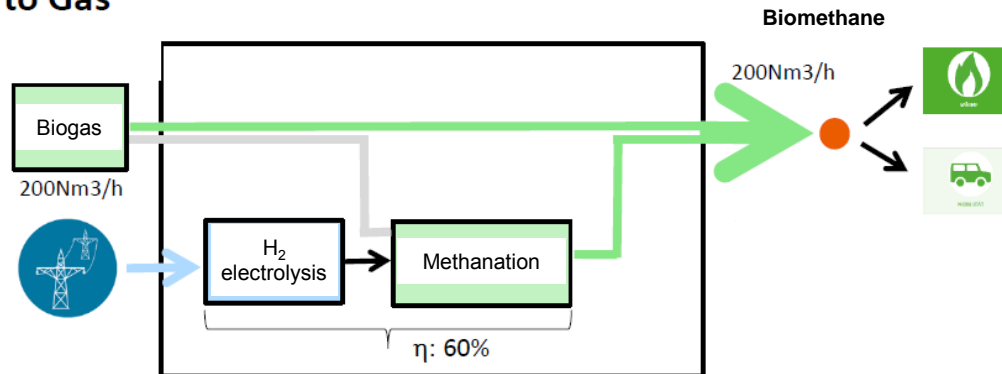 to Gas
Biomethane
200Nm3/h
Biogas
200Nm3/h
H₂
electrolysis
Methanation
η: 60%